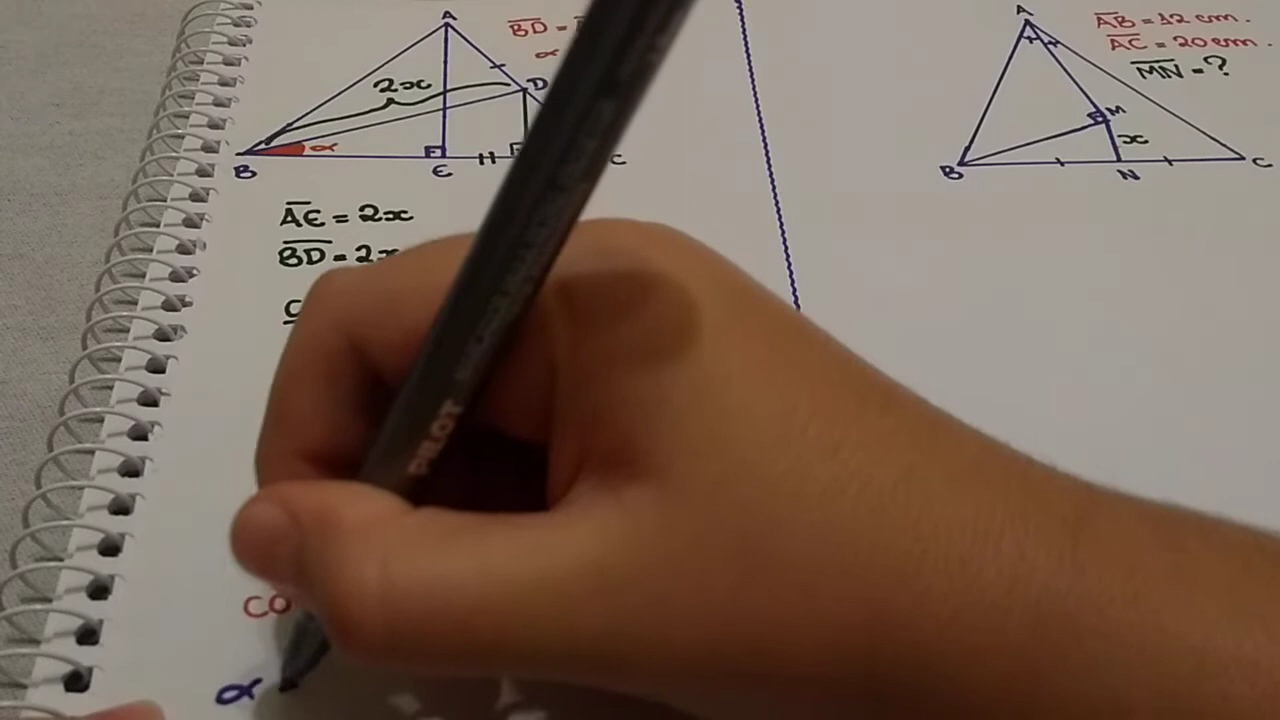 A
BD =
α
2x
D
α
B
E
C
AE = 2x
BD = 2x
CO
α
PILOT
A
AB = 12 cm.
AC = 20 cm.
MN = ?
M
x
B
N
C